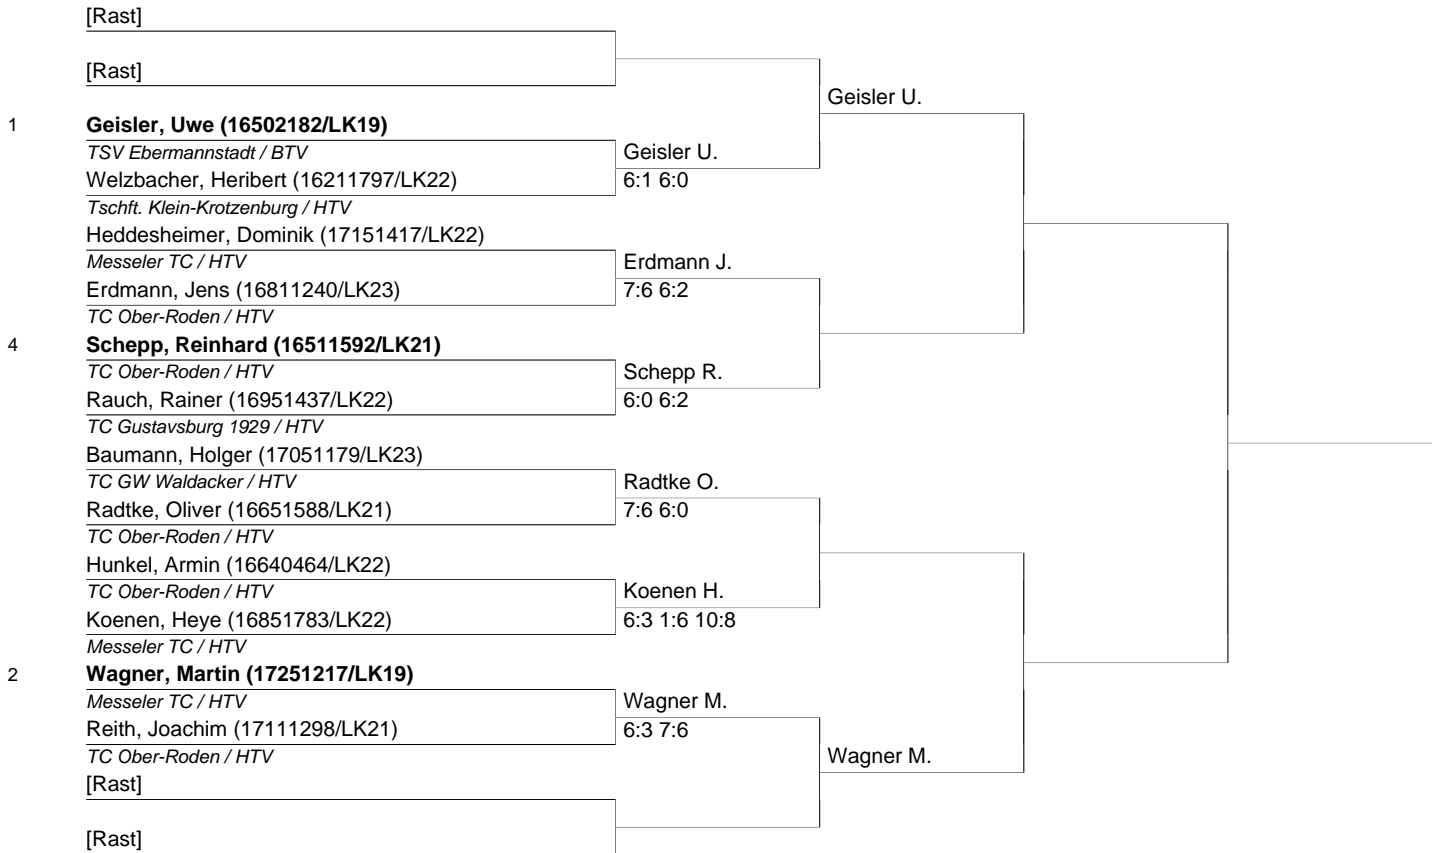 [Rast]
[Rast]
Geisler U.
1 Geisler, Uwe (16502182/LK19)
TSV Ebermannstadt / BTV Geisler U.
Welzbacher, Heribert (16211797/LK22) 6:1 6:0
Tschft. Klein-Krotzenburg / HTV
Heddesheimer, Dominik (17151417/LK22)
Messeler TC / HTV Erdmann J.
Erdmann, Jens (16811240/LK23) 7:6 6:2
TC Ober-Roden / HTV
4 Schepp, Reinhard (16511592/LK21)
TC Ober-Roden / HTV Schepp R.
Rauch, Rainer (16951437/LK22) 6:0 6:2
TC Gustavsburg 1929 / HTV
Baumann, Holger (17051179/LK23)
TC GW Waldacker / HTV Radtke O.
Radtke, Oliver (16651588/LK21) 7:6 6:0
TC Ober-Roden / HTV
Hunkel, Armin (16640464/LK22)
TC Ober-Roden / HTV Koenen H.
Koenen, Heye (16851783/LK22) 6:3 1:6 10:8
Messeler TC / HTV
2 Wagner, Martin (17251217/LK19)
Messeler TC / HTV Wagner M.
Reith, Joachim (17111298/LK21) 6:3 7:6
TC Ober-Roden / HTV Wagner M.
[Rast]
[Rast]